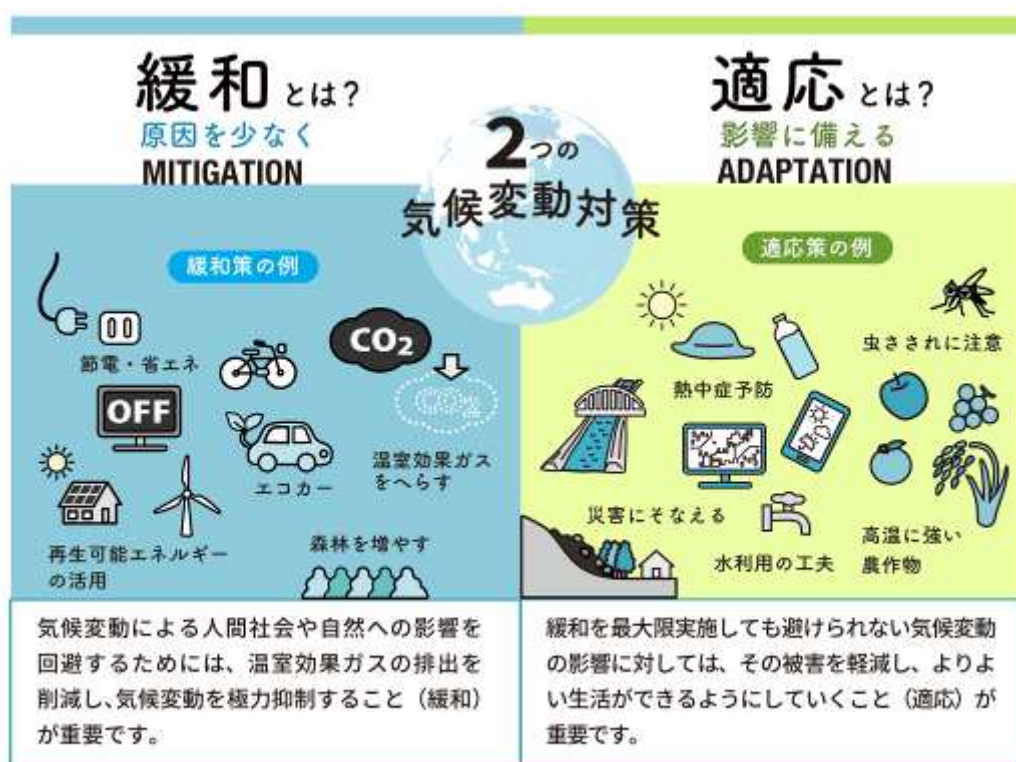 緩和とは？
原因を少なく
MITIGATION
2つの
気候変動対策
適応とは？
影響に備える
ADAPTATION
緩和策の例
節電・省エネ
OFF
CO2
エコカー
温室効果ガス
をへらす
再生可能エネルギー
の活用
森林を増やす
適応策の例
虫さされに注意
熱中症予防
災害にそなえる
水利用の工夫
高温に強い
農作物
気候変動による人間社会や自然への影響を
回避するためには、温室効果ガスの排出を
削減し、気候変動を極力抑制すること（緩和）
が重要です。
緩和を最大限実施しても避けられない気候変動
の影響に対しては、その被害を軽減し、よりよ
い生活ができるようにしていくこと（適応）が
重要です。